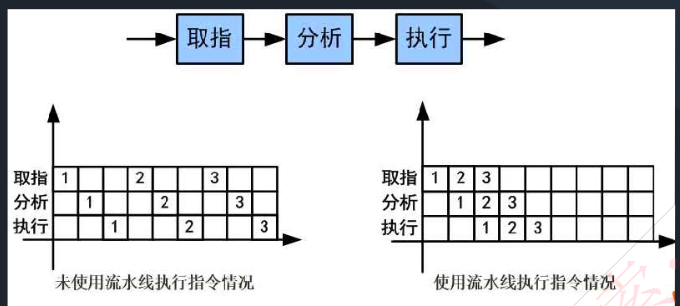 取指 分析 执行
取指 1 2 3
分析 1 2 3
执行 1 2 3
未使用流水线执行指令情况
取指 1 2 3
分析 1 2 3
执行 1 2 3
使用流水线执行指令情况